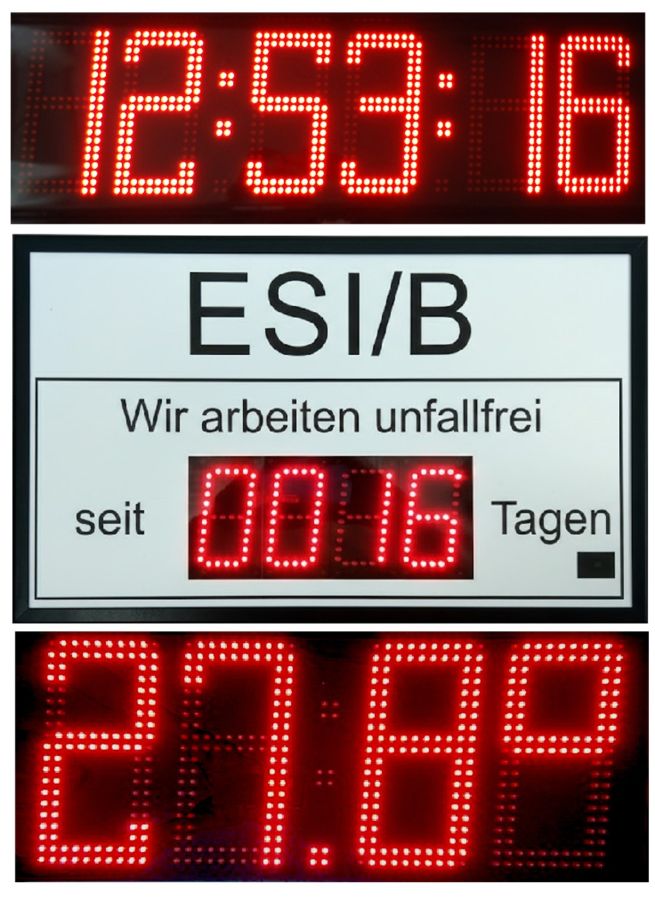 12:53:16
ESI/B
Wir arbeiten unfallfrei
seit 0016 Tagen
27.8°